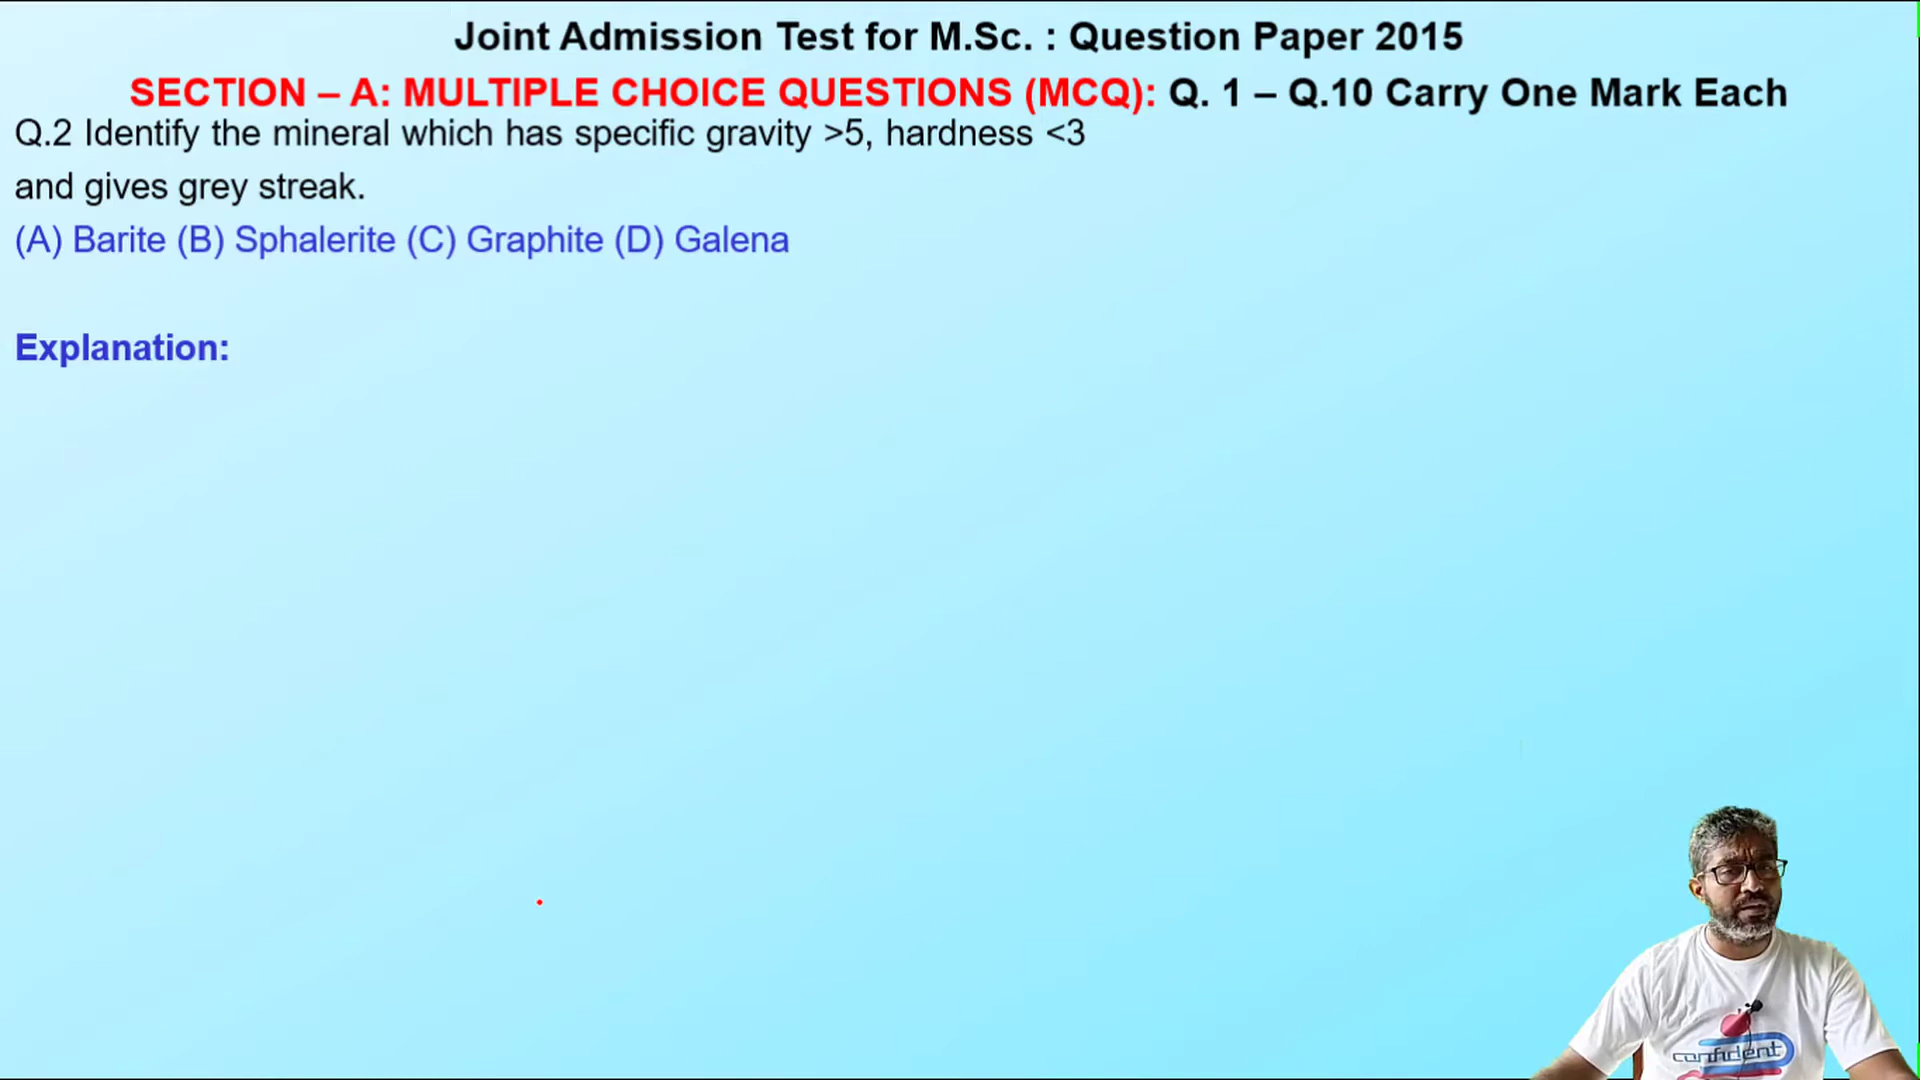 Joint Admission Test for M.Sc. : Question Paper 2015
SECTION – A: MULTIPLE CHOICE QUESTIONS (MCQ): Q. 1 – Q.10 Carry One Mark Each
Q.2 Identify the mineral which has specific gravity >5, hardness <3
and gives grey streak.
(A) Barite (B) Sphalerite (C) Graphite (D) Galena
Explanation:
confident